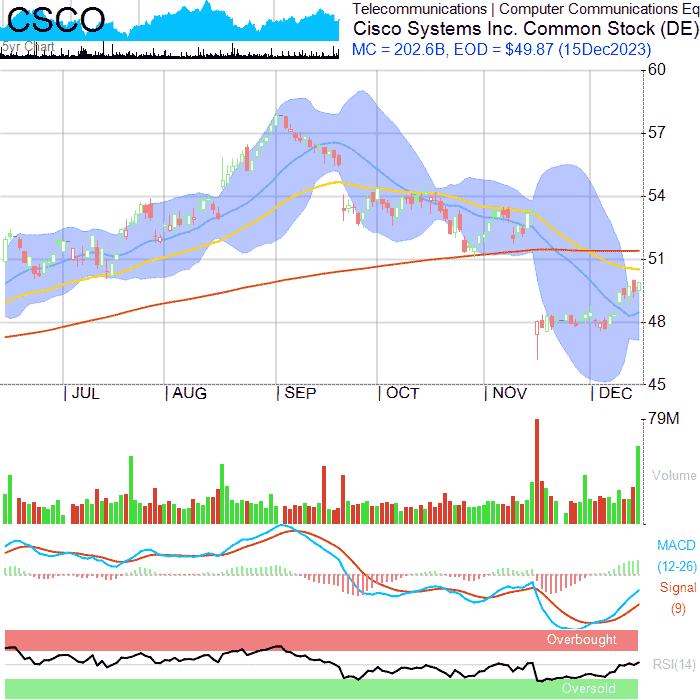 CSCO
5yr Chart
Telecommunications | Computer Communications Eq
Cisco Systems Inc. Common Stock (DE)
MC = 202.6B, EOD = $49.87 (15Dec2023)
60
57
54
51
48
45
| JUL | AUG | SEP | OCT | NOV | DEC
79M
Volume
MACD
(12-26)
Signal
(9)
Overbought
RSI(14)
Oversold